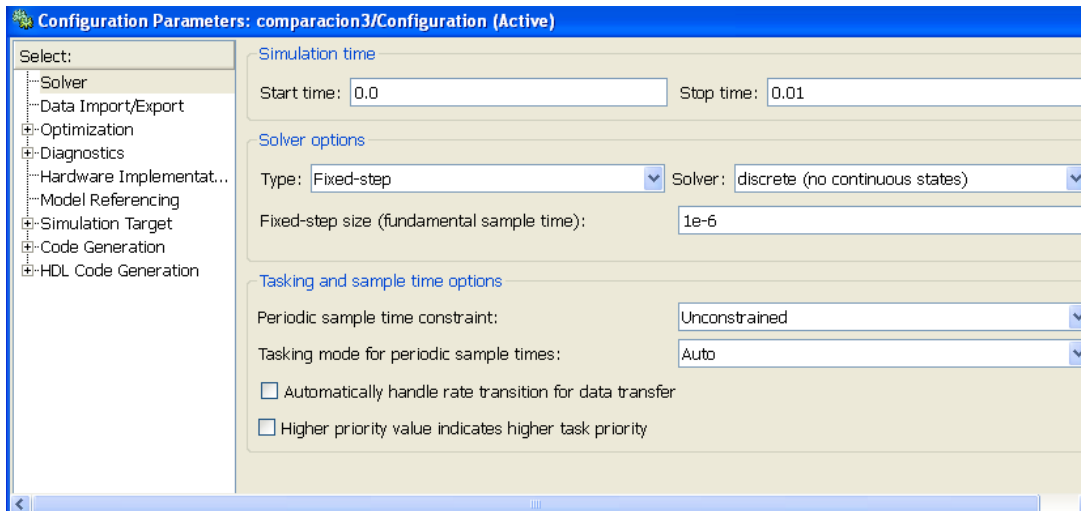 Configuration Parameters: comparacion3/Configuration (Active)
Select:
Solver
Data Import/Export
Optimization
Diagnostics
Hardware Implementat...
Model Referencing
Simulation Target
Code Generation
HDL Code Generation
Simulation time
Start time: 0.0 Stop time: 0.01
Solver options
Type: Fixed-step Solver: discrete (no continuous states)
Fixed-step size (fundamental sample time): 1e-6
Tasking and sample time options
Periodic sample time constraint: Unconstrained
Tasking mode for periodic sample times: Auto
Automatically handle rate transition for data transfer
Higher priority value indicates higher task priority